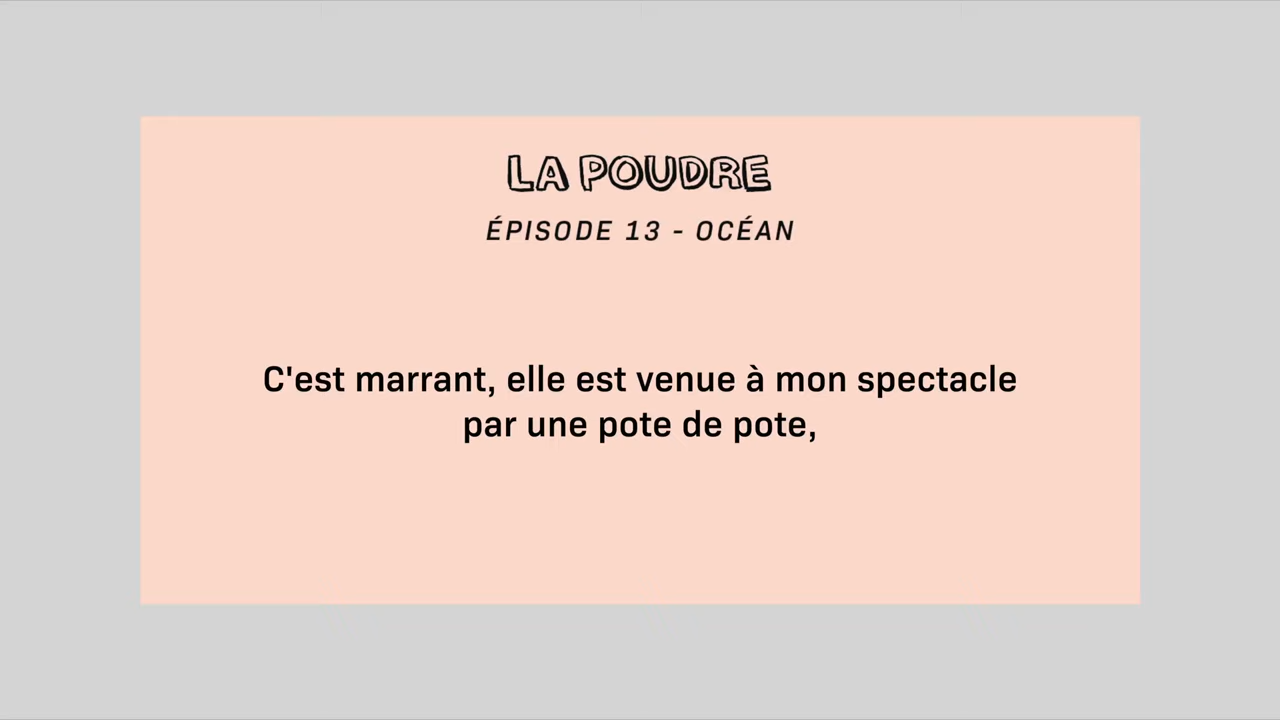 LA POUDRE
ÉPISODE 13 - OCÉAN
C'est marrant, elle est venue à mon spectacle
par une pote de pote,